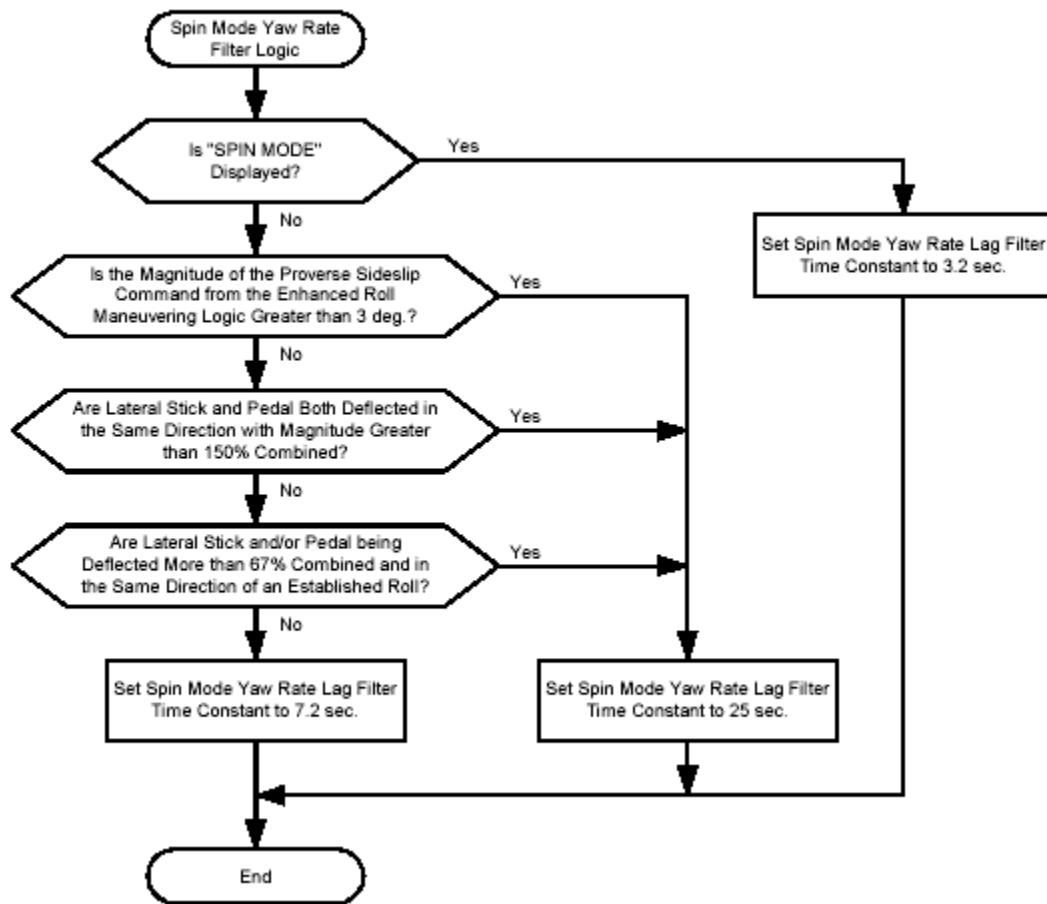 Spin Mode Yaw Rate
Filter Logic
Is "SPIN MODE"
Displayed?
Yes
No
Set Spin Mode Yaw Rate Lag Filter
Time Constant to 3.2 sec.
Is the Magnitude of the Proverse Sideslip
Command from the Enhanced Roll
Maneuvering Logic Greater than 3 deg.?
Yes
No
Are Lateral Stick and Pedal Both Deflected in
the Same Direction with Magnitude Greater
than 150% Combined?
Yes
No
Are Lateral Stick and/or Pedal being
Deflected More than 67% Combined and in
the Same Direction of an Established Roll?
Yes
No
Set Spin Mode Yaw Rate Lag Filter
Time Constant to 7.2 sec.
Set Spin Mode Yaw Rate Lag Filter
Time Constant to 25 sec.
End